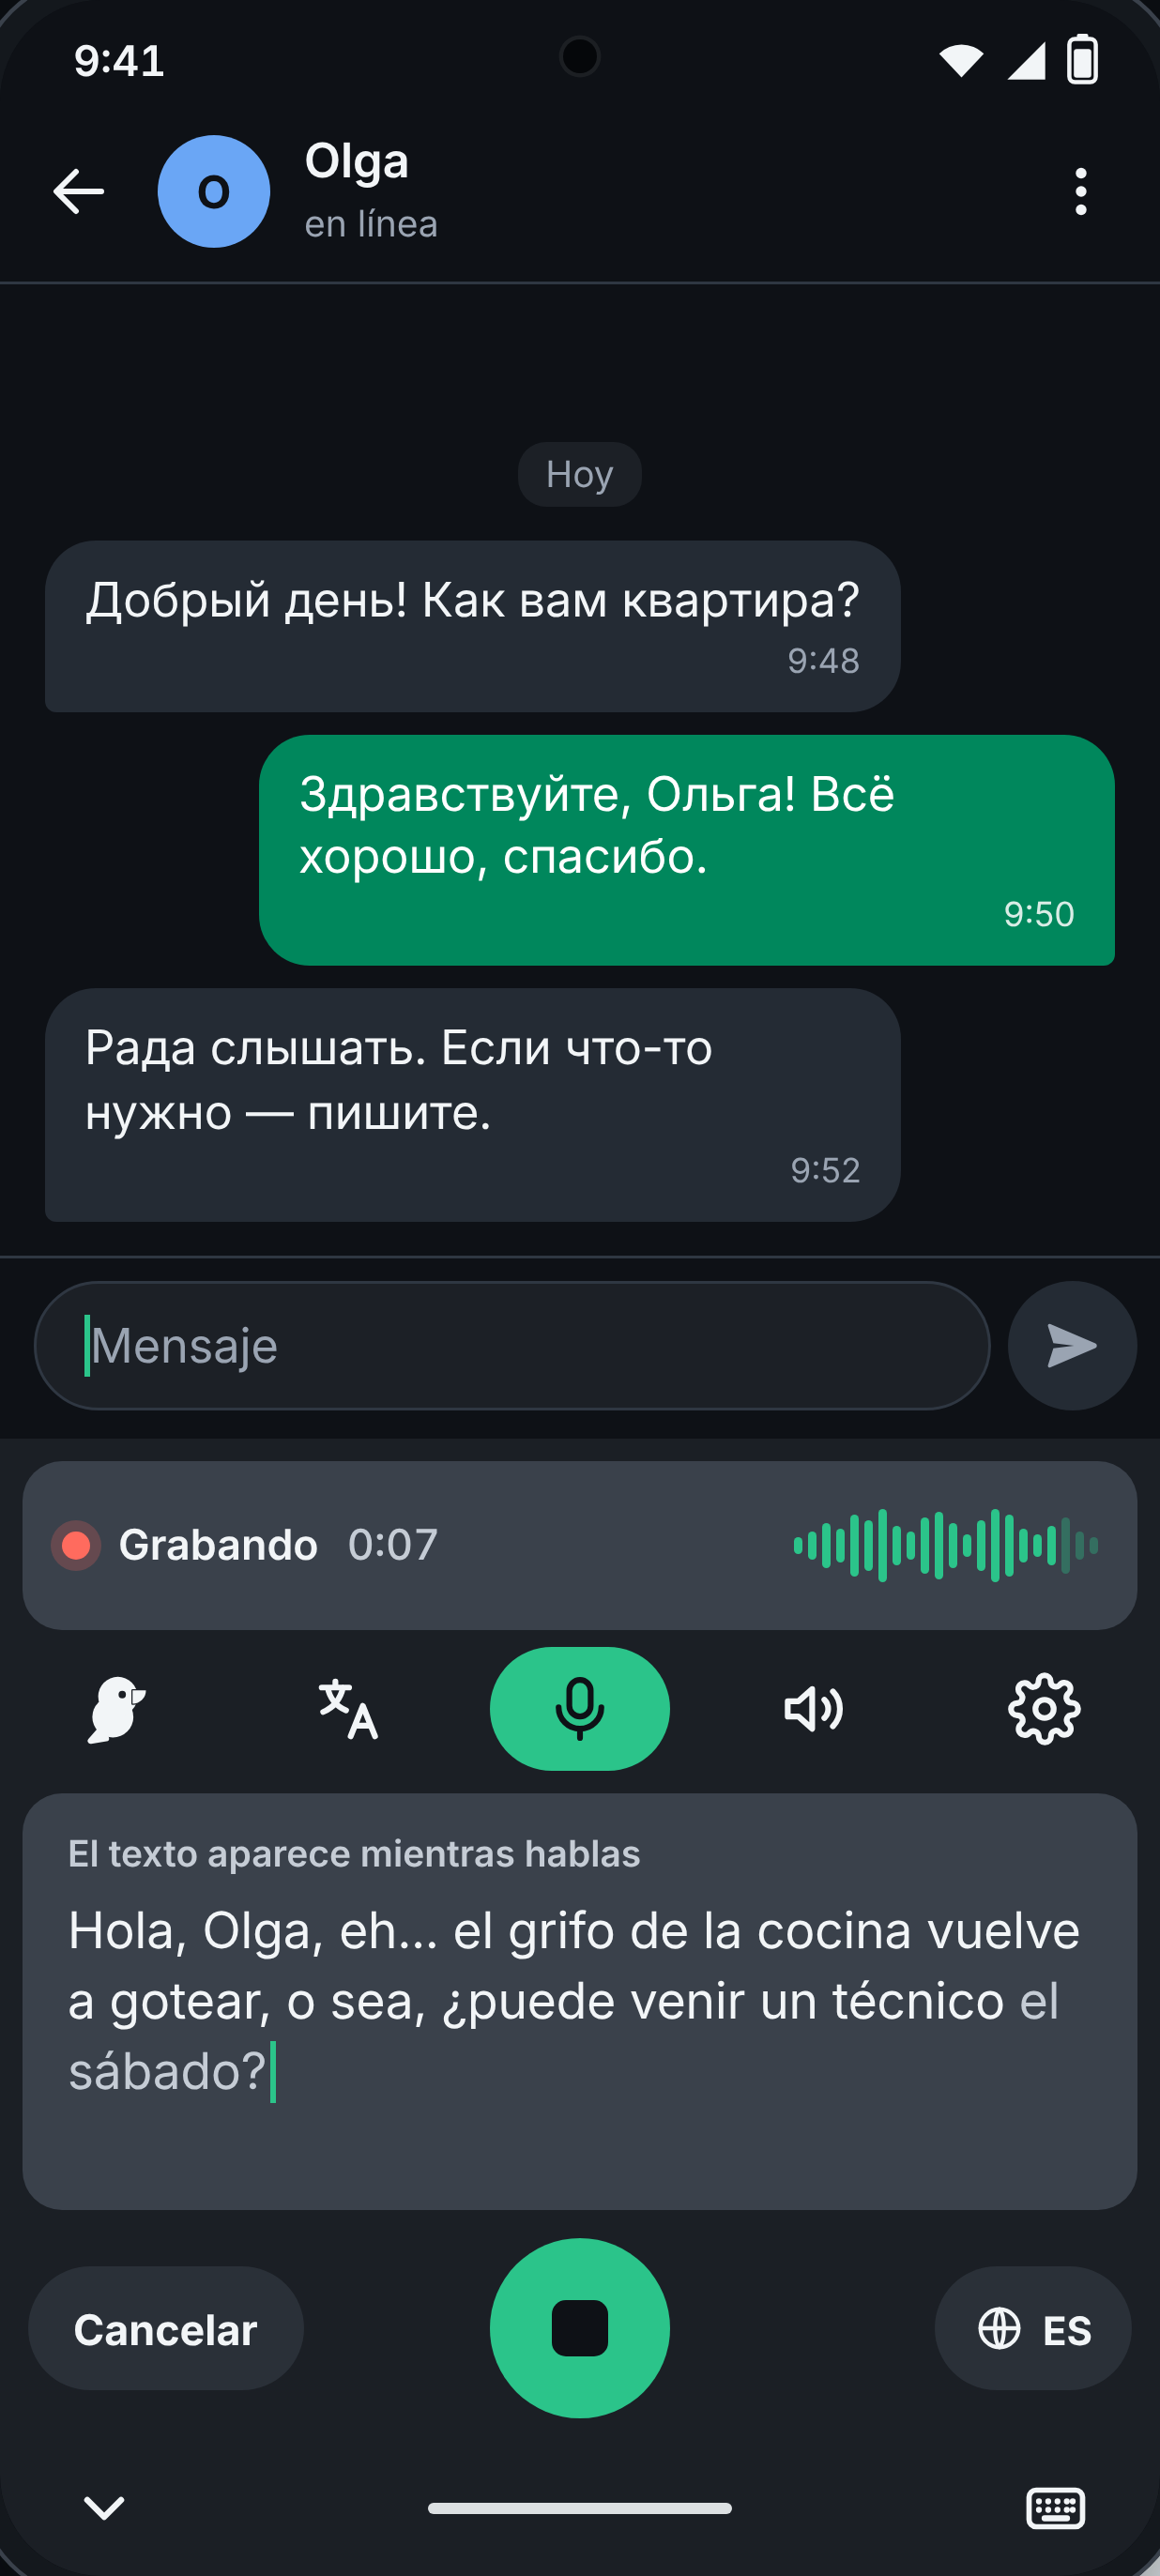 9:41
O
Olga
en línea
Hoy
Добрый день! Как вам квартира?
9:48
Здравствуйте, Ольга! Всё
хорошо, спасибо.
9:50
Рада слышать. Если что-то
нужно — пишите.
9:52
Mensaje
Grabando 0:07
El texto aparece mientras hablas
Hola, Olga, eh... el grifo de la cocina vuelve
a gotear, o sea, ¿puede venir un técnico el
sábado?
Cancelar
ES